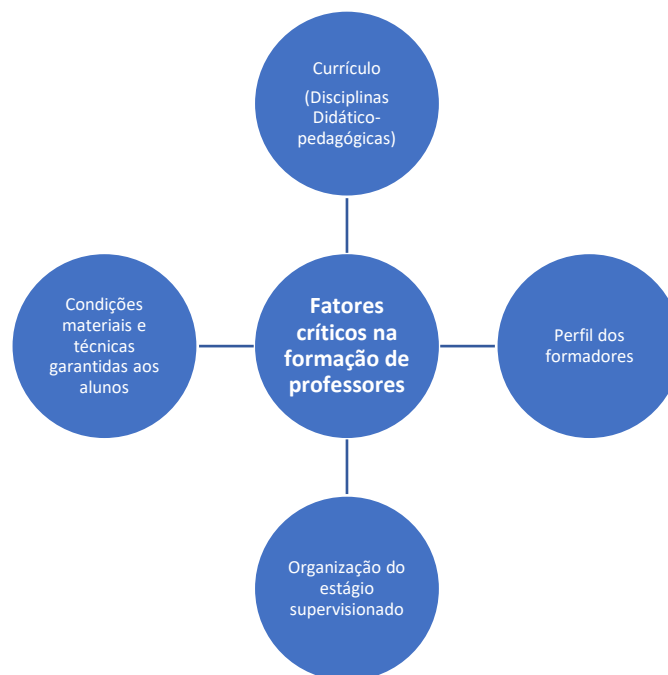 Currículo
(Disciplinas
Didático-
pedagógicas)
Condições
materiais e
técnicas
garantidas aos
alunos
Fatores
críticos na
formação de
professores
Perfil dos
formadores
Organização do
estágio
supervisionado